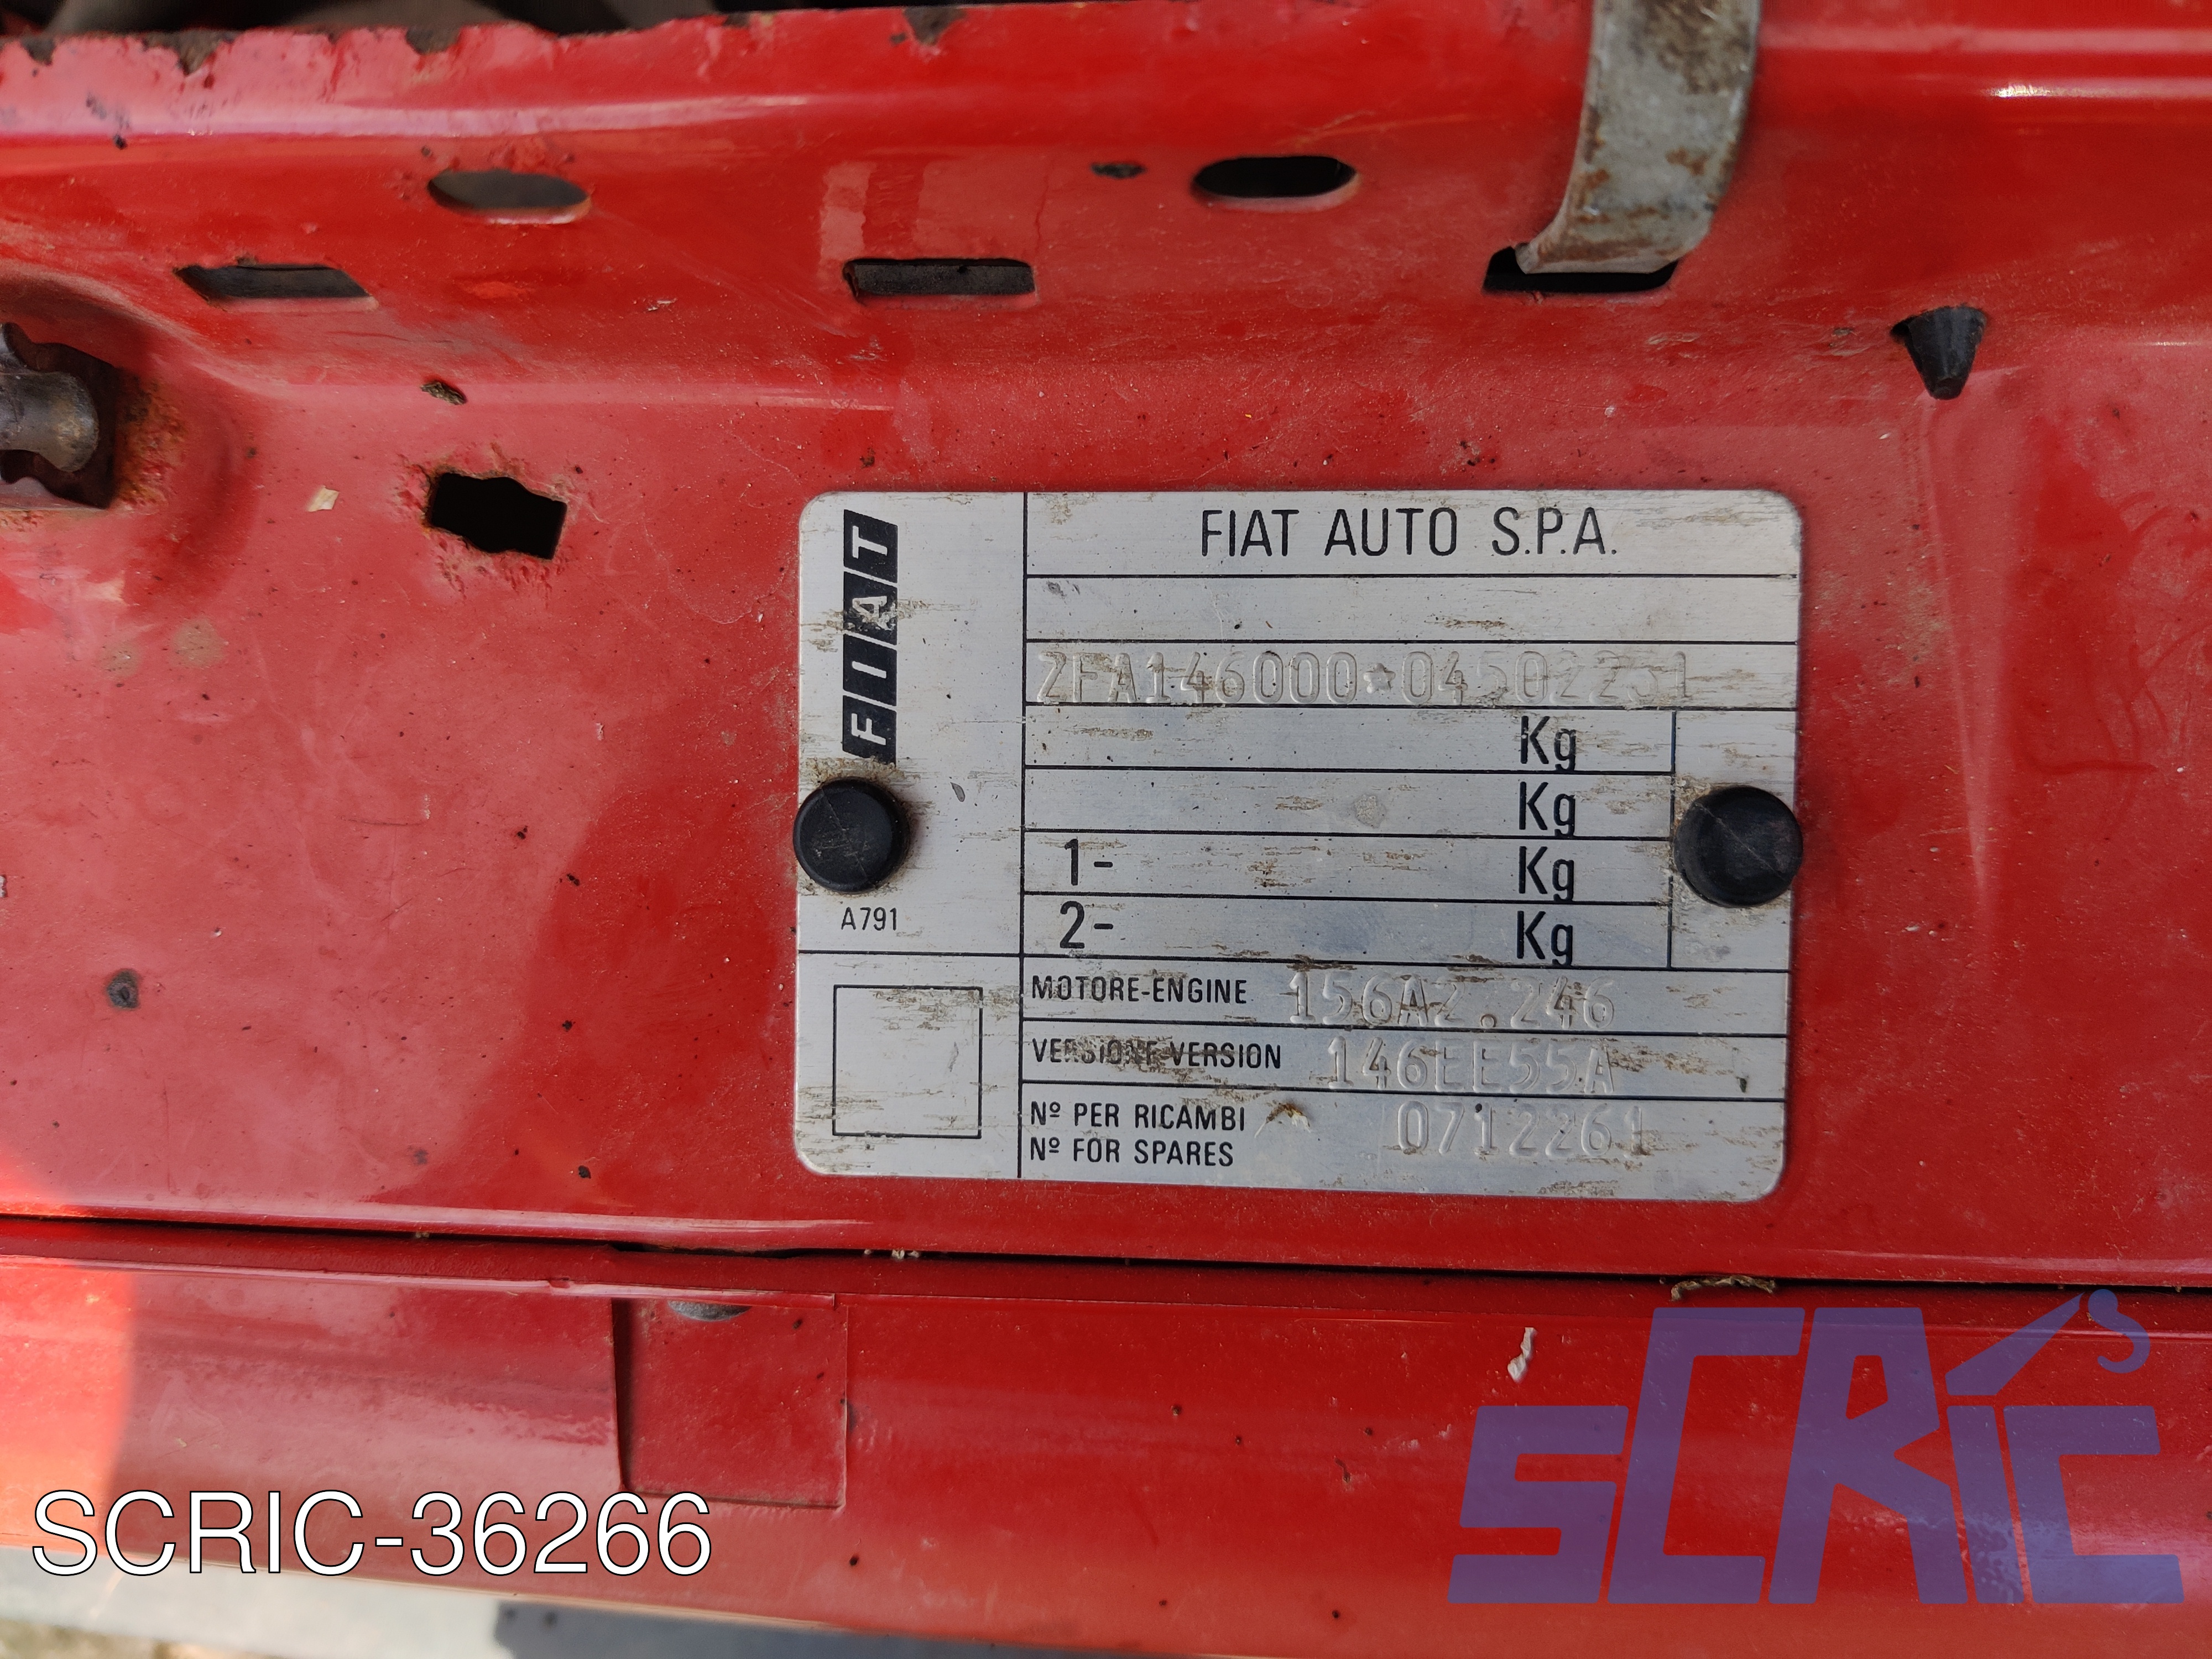 FIAT
FIAT AUTO S.P.A.
ZFA146000*04502231
Kg
Kg
1- Kg
2- Kg
A791
MOTORE-ENGINE 156A2.246
VERSIONE-VERSION 146EE55A
Nº PER RICAMBI
Nº FOR SPARES 0712261
SCRIC
SCRIC-36266